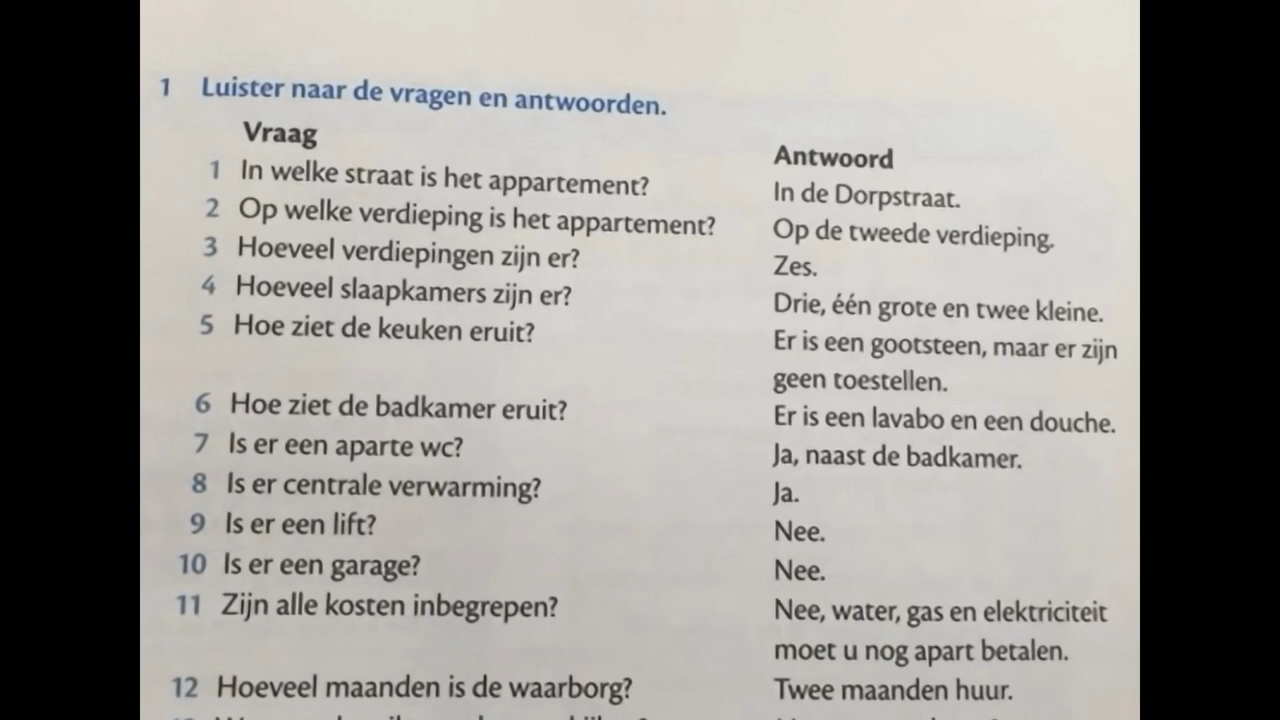 1 Luister naar de vragen en antwoorden.
Vraag Antwoord
1 In welke straat is het appartement? In de Dorpstraat.
2 Op welke verdieping is het appartement? Op de tweede verdieping.
3 Hoeveel verdiepingen zijn er? Zes.
4 Hoeveel slaapkamers zijn er? Drie, één grote en twee kleine.
5 Hoe ziet de keuken eruit? Er is een gootsteen, maar er zijn
geen toestellen.
6 Hoe ziet de badkamer eruit? Er is een lavabo en een douche.
7 Is er een aparte wc? Ja, naast de badkamer.
8 Is er centrale verwarming? Ja.
9 Is er een lift? Nee.
10 Is er een garage? Nee.
11 Zijn alle kosten inbegrepen? Nee, water, gas en elektriciteit
moet u nog apart betalen.
12 Hoeveel maanden is de waarborg? Twee maanden huur.